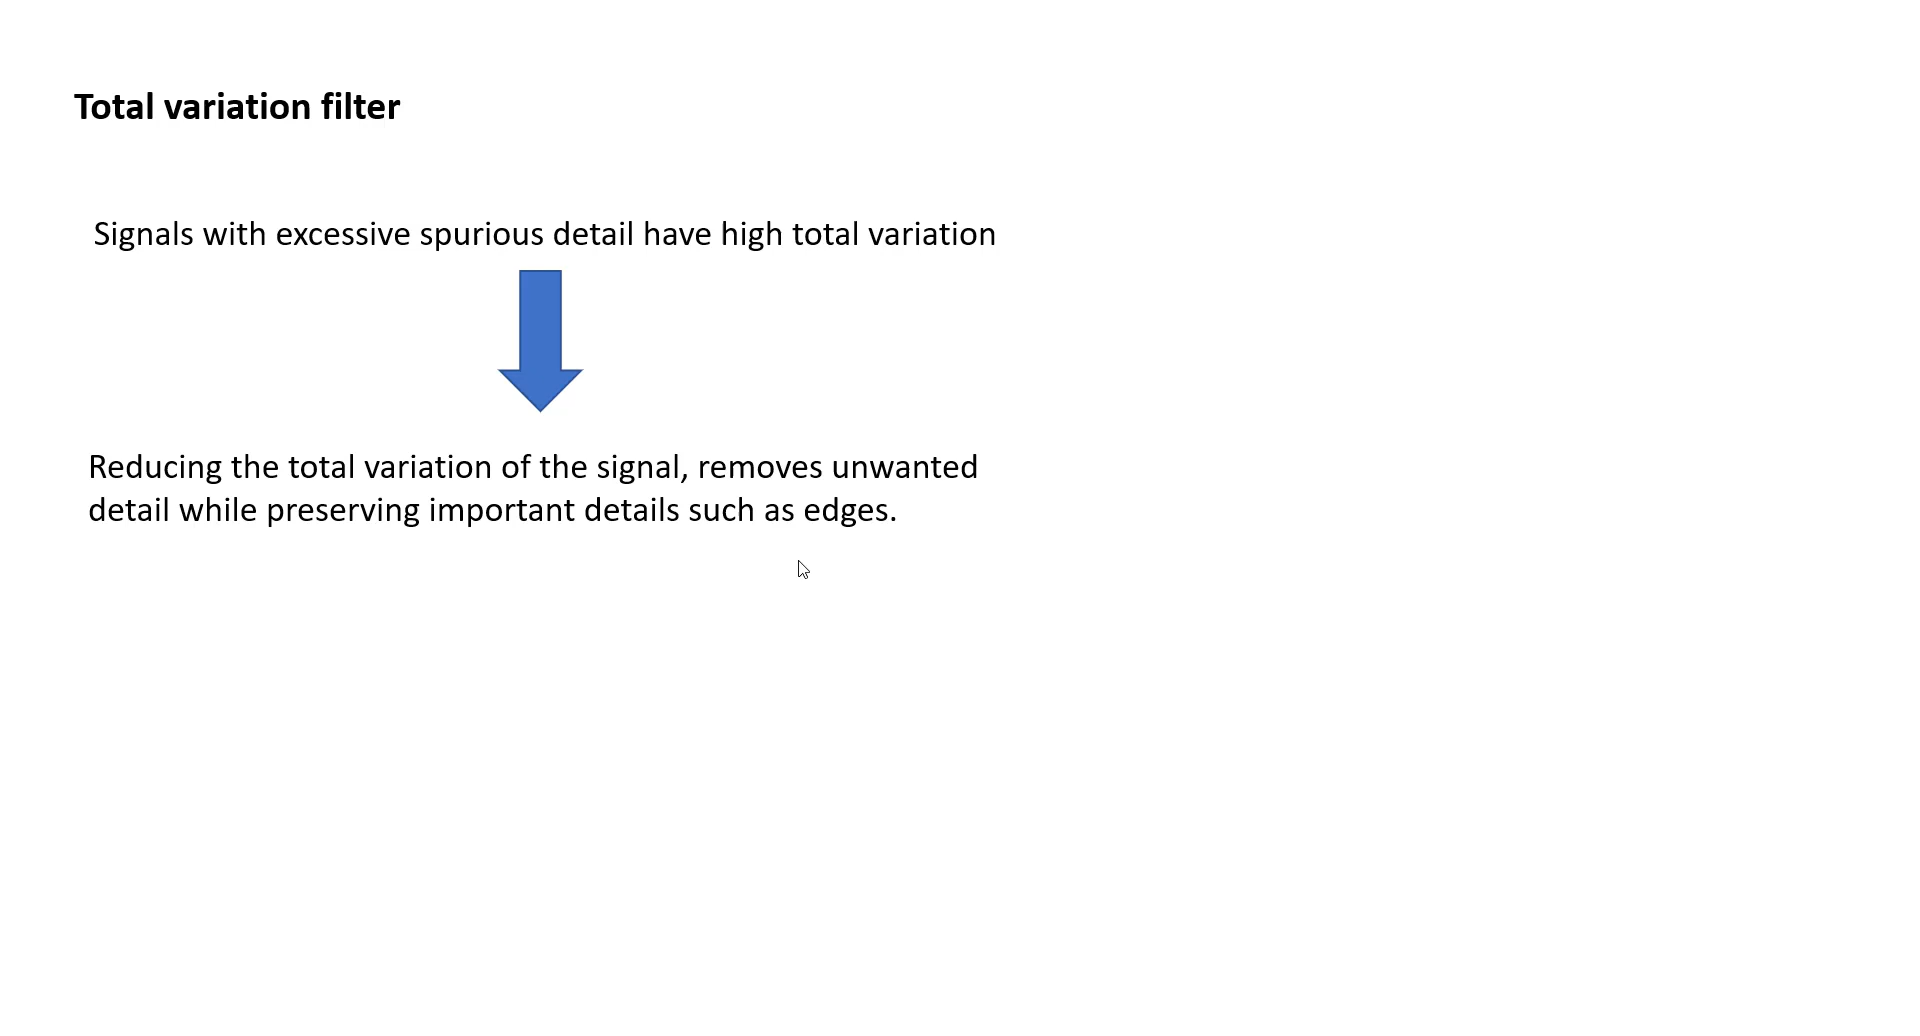 Total variation filter
Signals with excessive spurious detail have high total variation
Reducing the total variation of the signal, removes unwanted
detail while preserving important details such as edges.